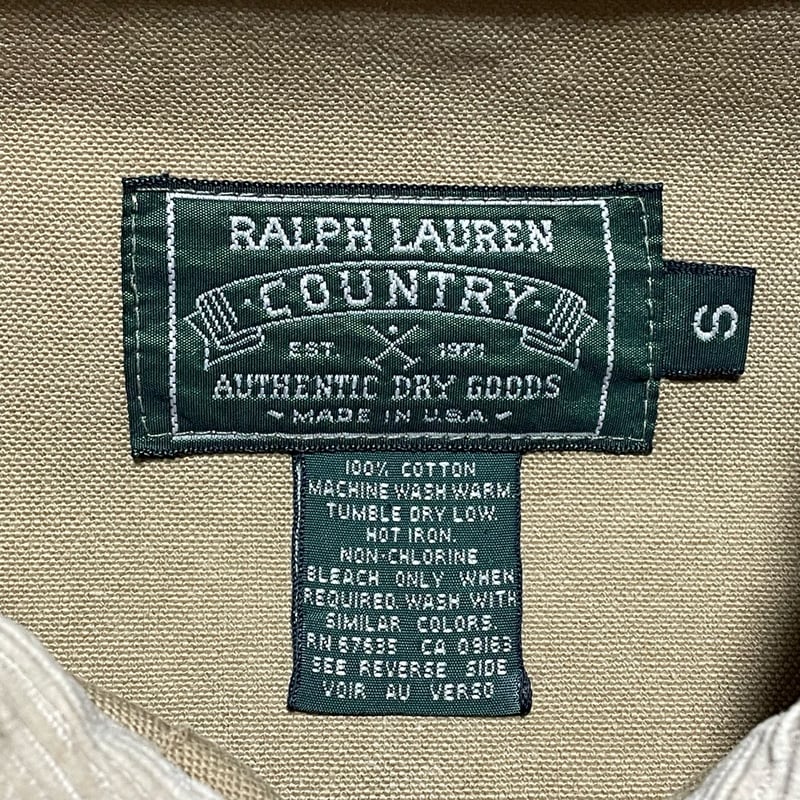 RALPH LAUREN
COUNTRY
EST. 1971
AUTHENTIC DRY GOODS
MADE IN U.S.A.
S
100% COTTON
MACHINE WASH WARM.
TUMBLE DRY LOW.
HOT IRON.
NON-CHLORINE
BLEACH ONLY WHEN
REQUIRED. WASH WITH
SIMILAR COLORS.
RN 67635 CA 09165
SEE REVERSE SIDE
VOIR AU VERSO